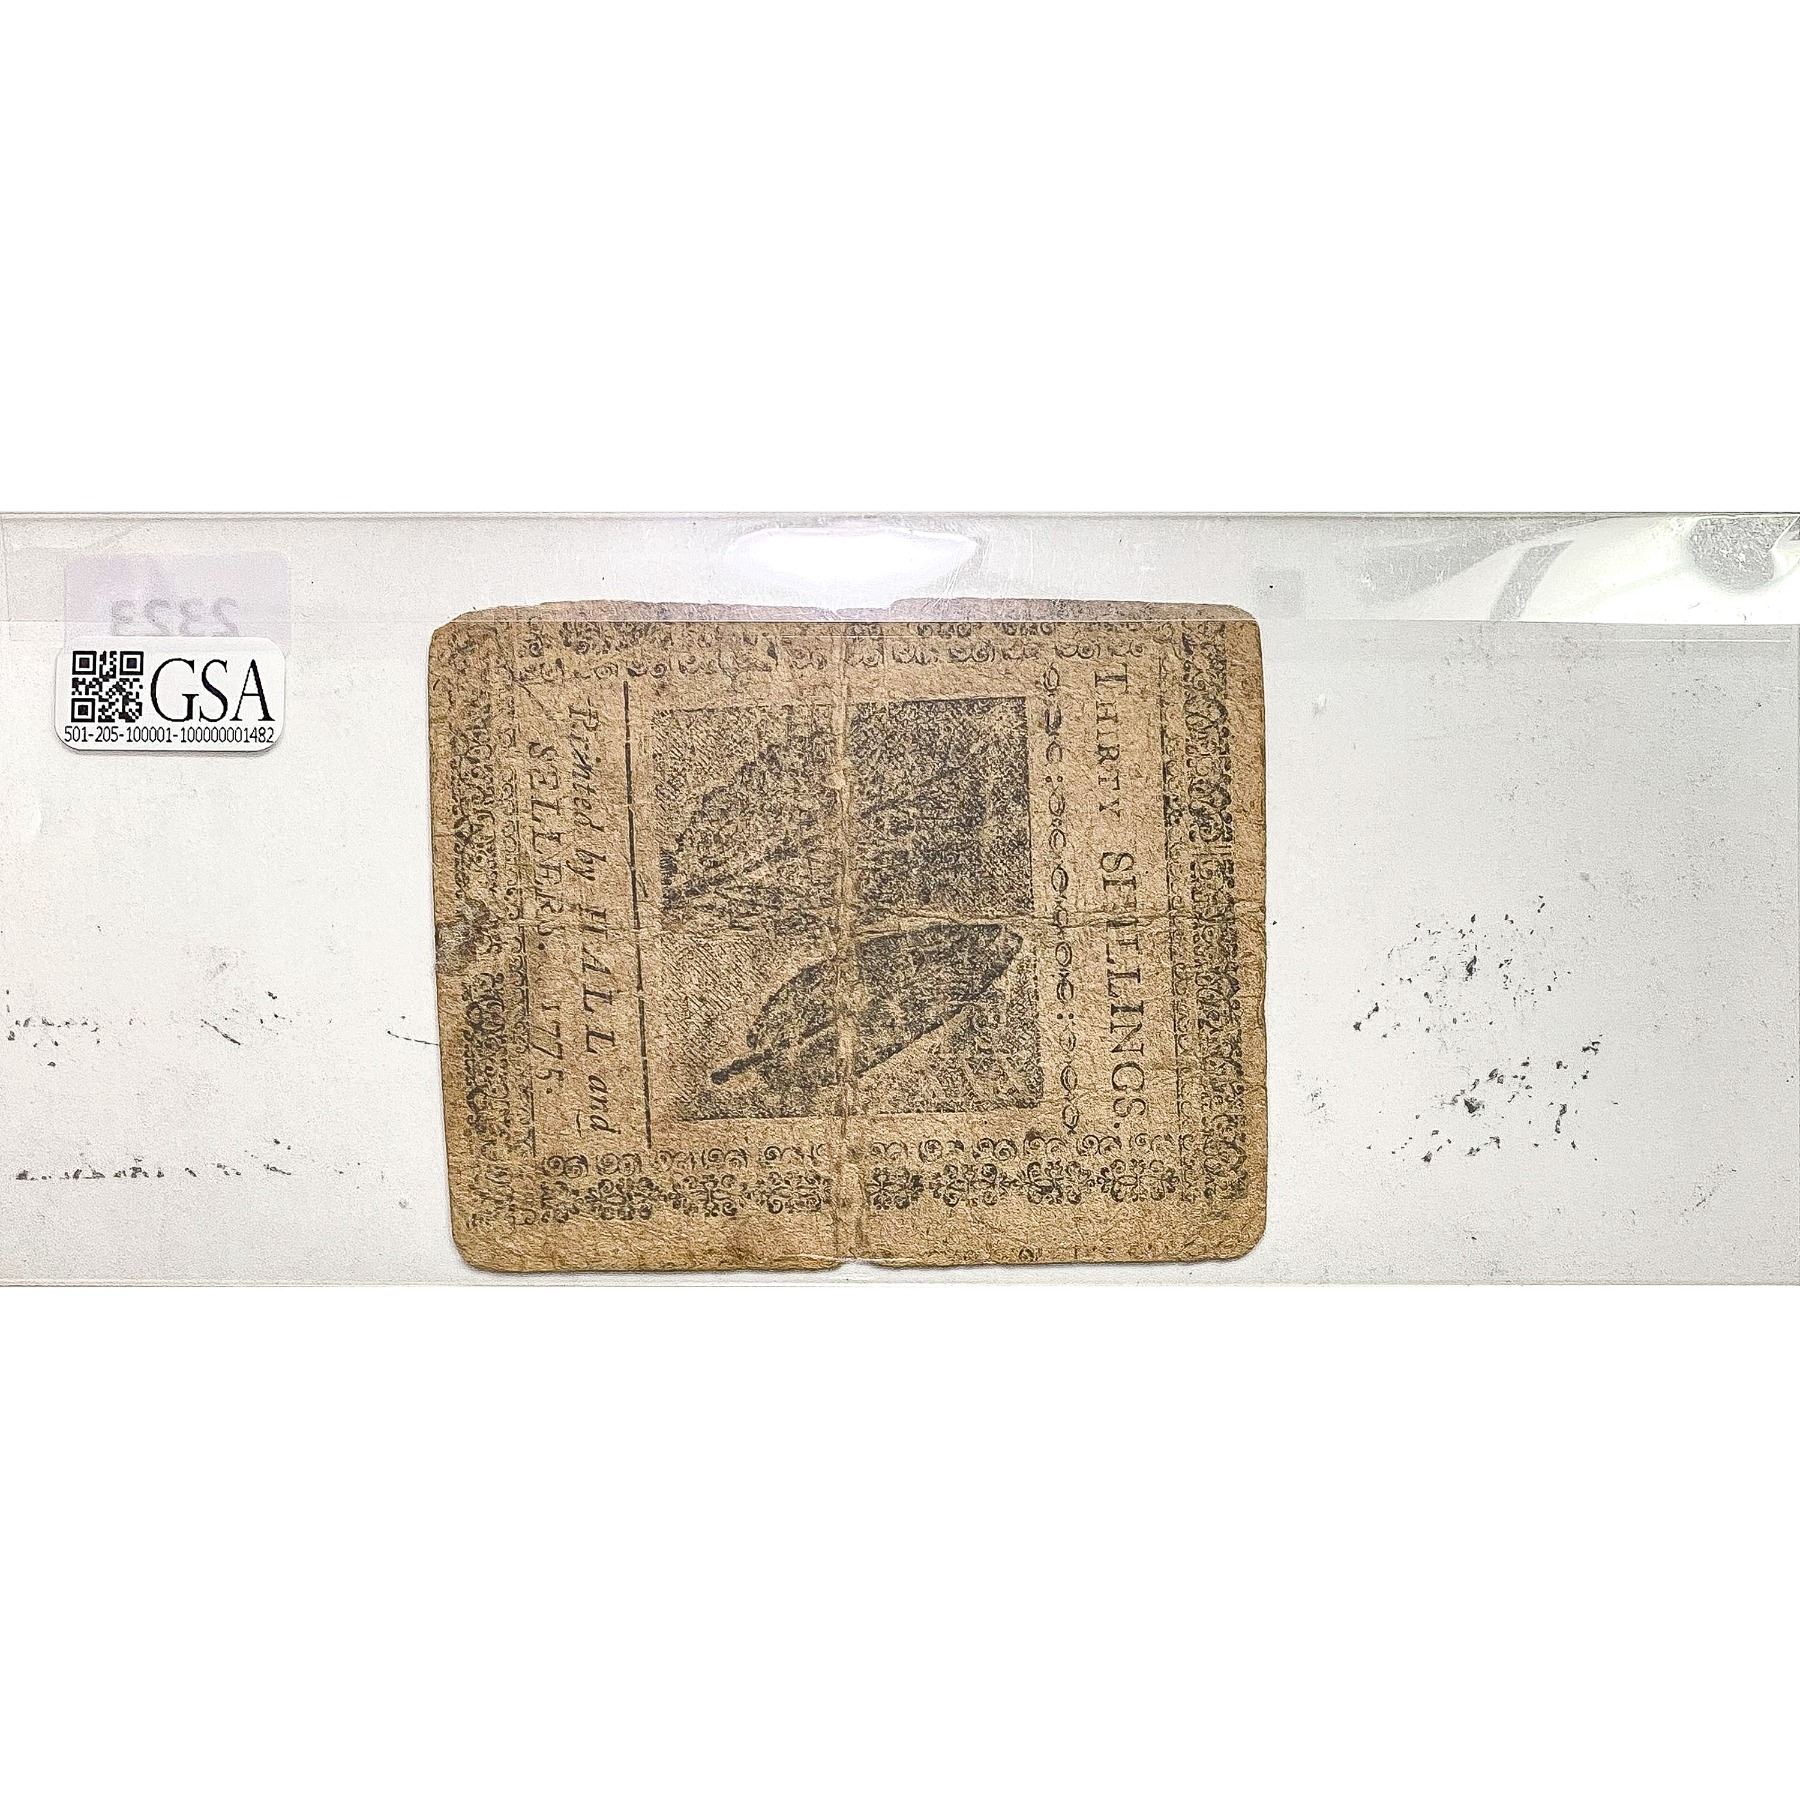 2323
GSA
501-205-100001-100000001482
THIRTY SHILLINGS.
Printed by HALL and
SELLERS. 1775.